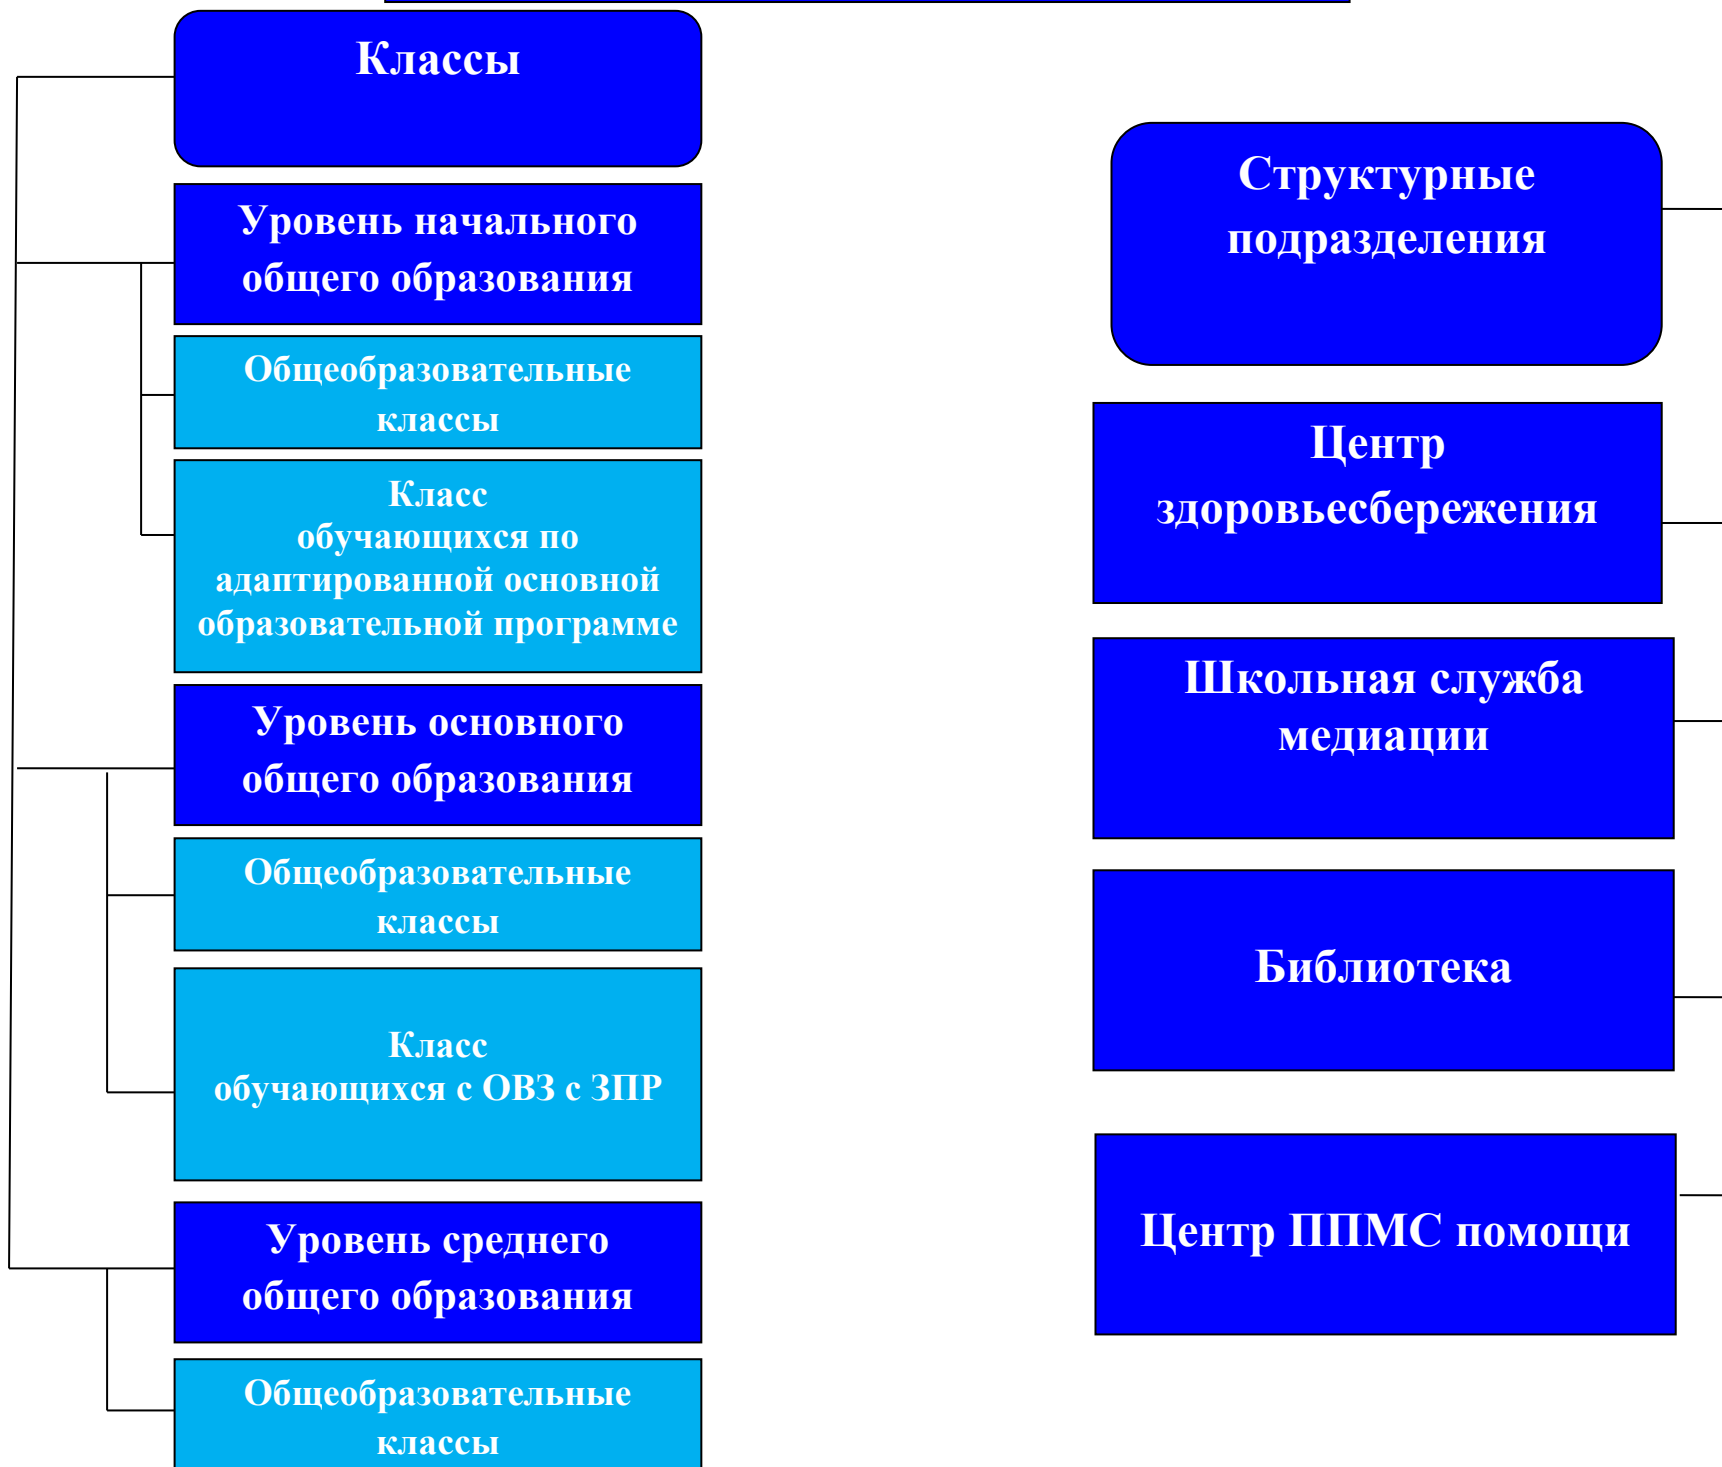 Классы
Уровень начального
общего образования
Общеобразовательные
классы
Класс
обучающихся по
адаптированной основной
образовательной программе
Уровень основного
общего образования
Общеобразовательные
классы
Класс
обучающихся с ОВЗ с ЗПР
Уровень среднего
общего образования
Общеобразовательные
классы
Структурные
подразделения
Центр
здоровьесбережения
Школьная служба
медиации
Библиотека
Центр ППМС помощи